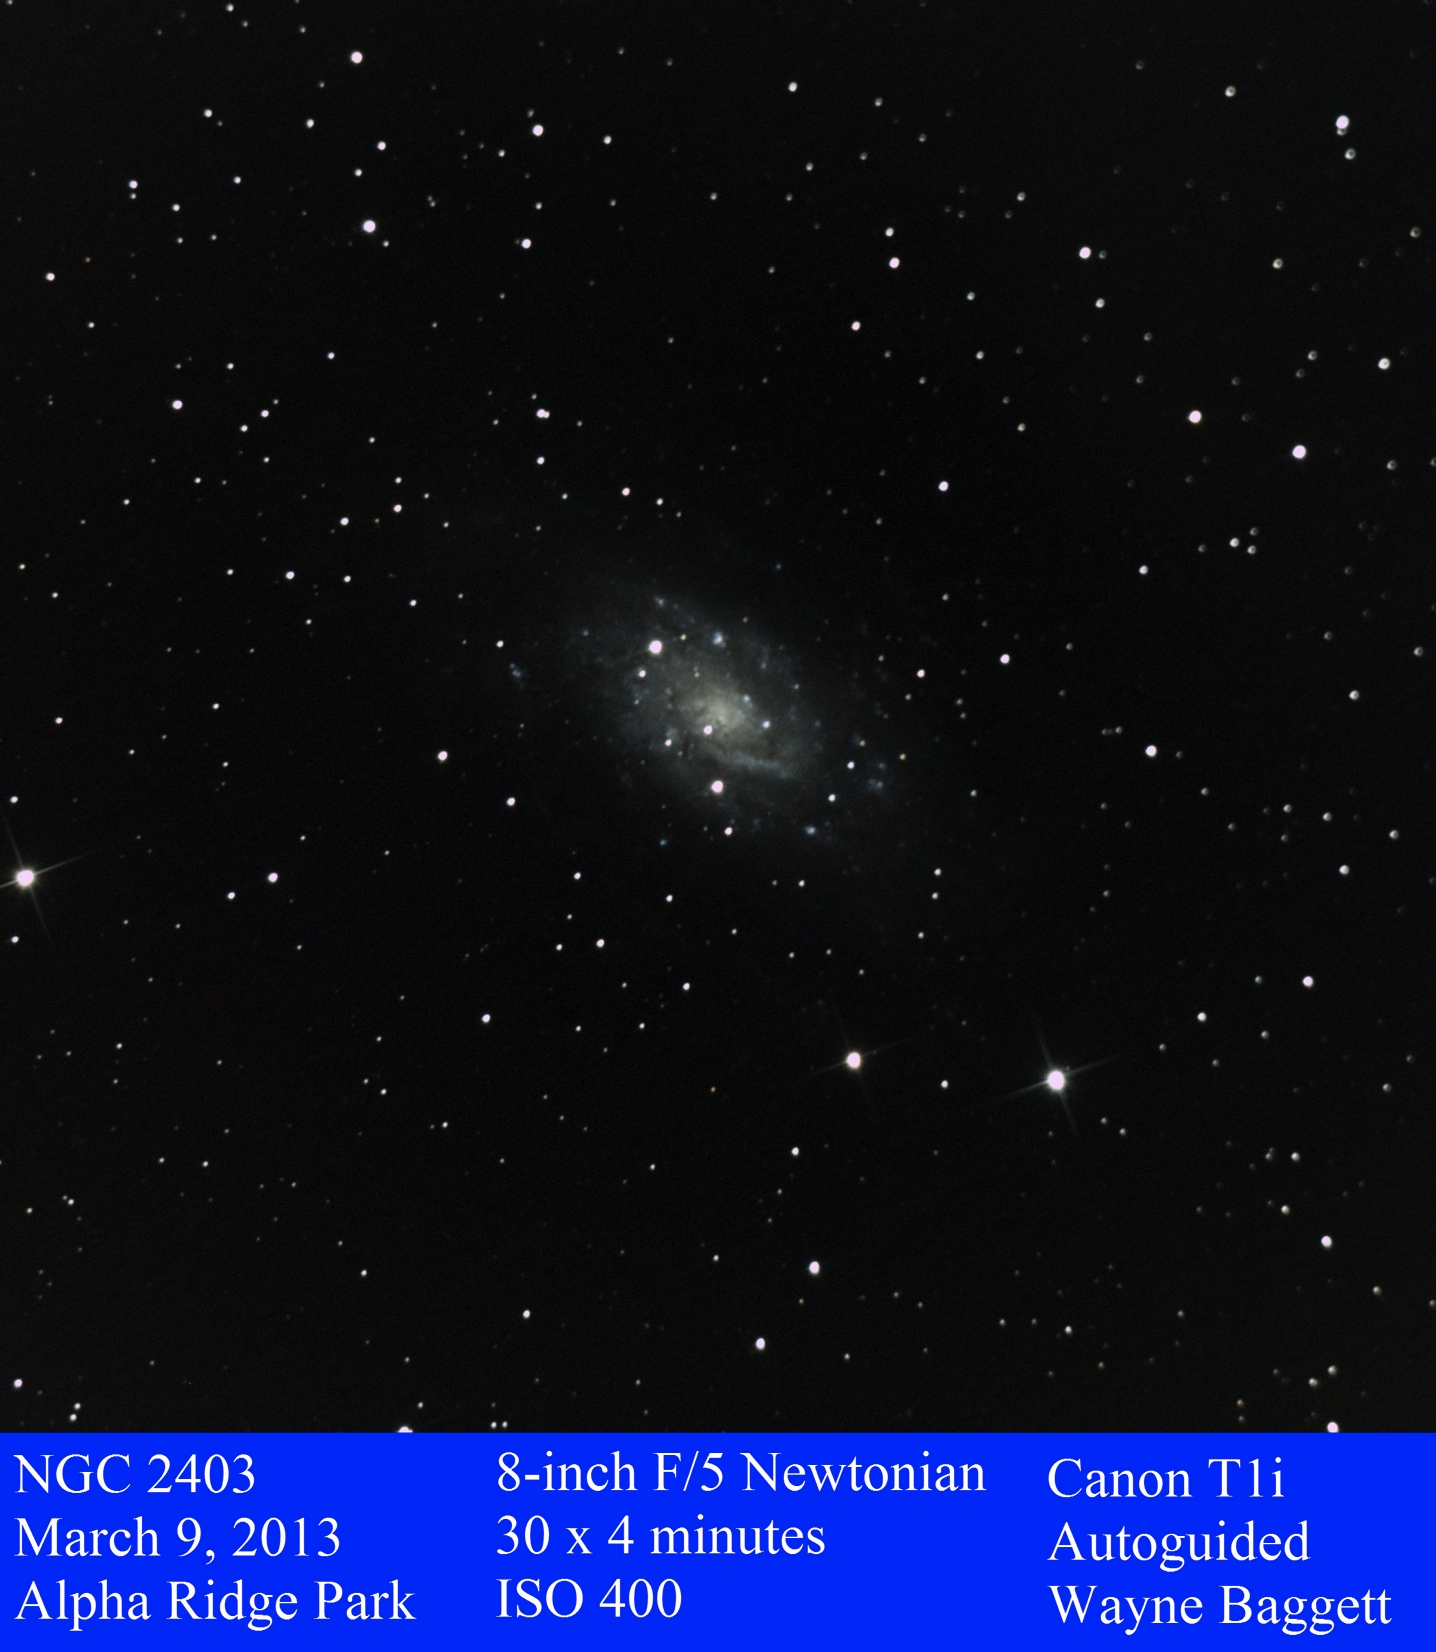 NGC 2403
March 9, 2013
Alpha Ridge Park
8-inch F/5 Newtonian
30 x 4 minutes
ISO 400
Canon T1i
Autoguided
Wayne Baggett